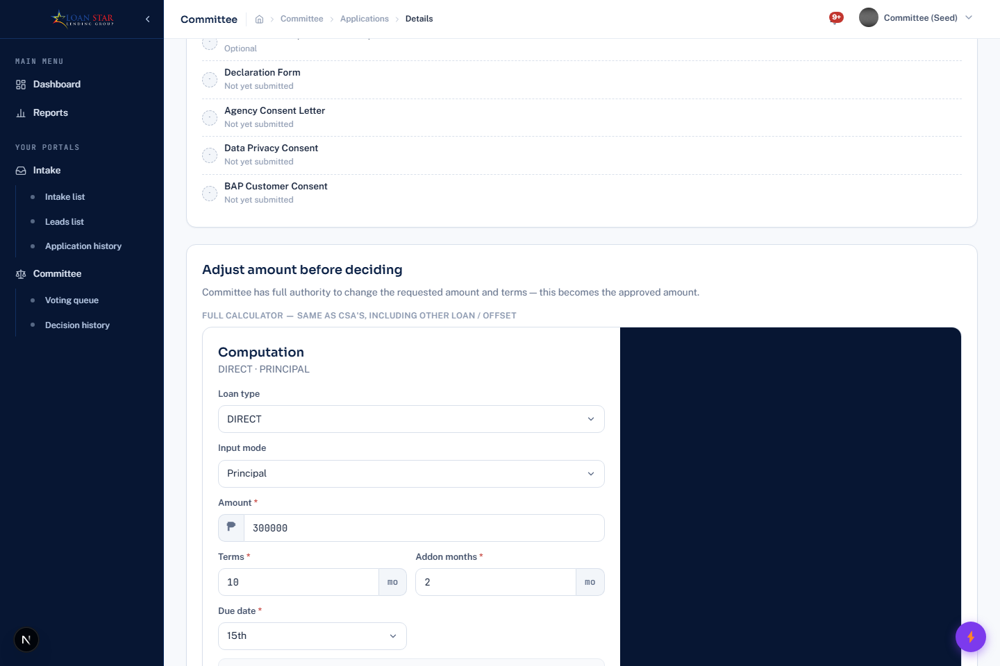 LOAN STAR
LENDING GROUP
Committee
Committee
Applications
Details
9+
Committee (Seed)
MAIN MENU
Dashboard
Reports
YOUR PORTALS
Intake
Intake list
Leads list
Application history
Committee
Voting queue
Decision history
Optional
Declaration Form
Not yet submitted
Agency Consent Letter
Not yet submitted
Data Privacy Consent
Not yet submitted
BAP Customer Consent
Not yet submitted
Adjust amount before deciding
Committee has full authority to change the requested amount and terms — this becomes the approved amount.
FULL CALCULATOR — SAME AS CSA'S, INCLUDING OTHER LOAN / OFFSET
Computation
DIRECT · PRINCIPAL
Loan type
DIRECT
Input mode
Principal
Amount *
₱ 300000
Terms *
Addon months *
10 mo
2 mo
Due date *
15th
N